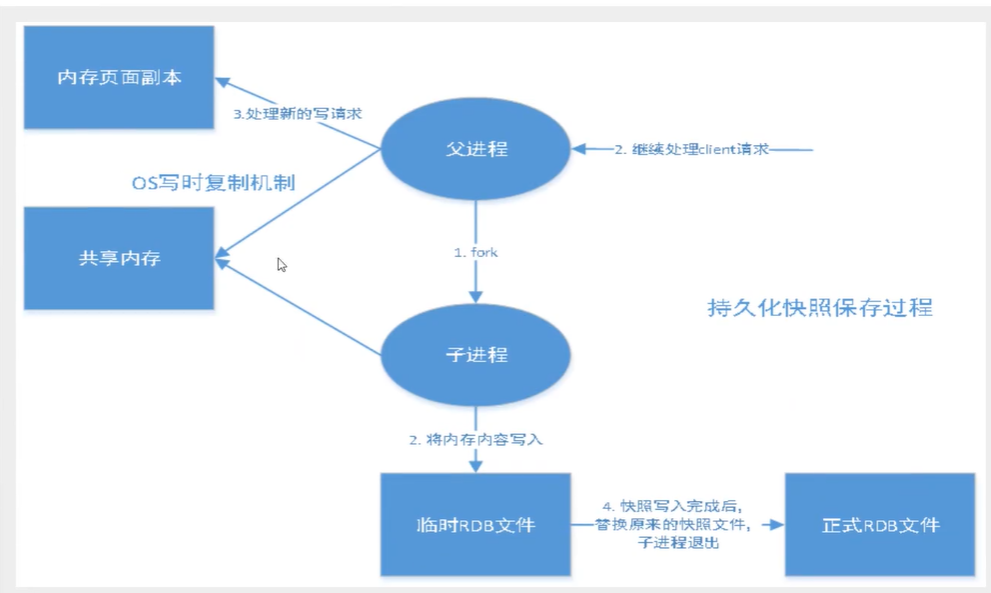 内存页面副本
3.处理新的写请求
父进程
2. 继续处理client请求
OS写时复制机制
共享内存
1. fork
持久化快照保存过程
子进程
2. 将内存内容写入
临时RDB文件
4. 快照写入完成后,
替换原来的快照文件,
子进程退出
正式RDB文件